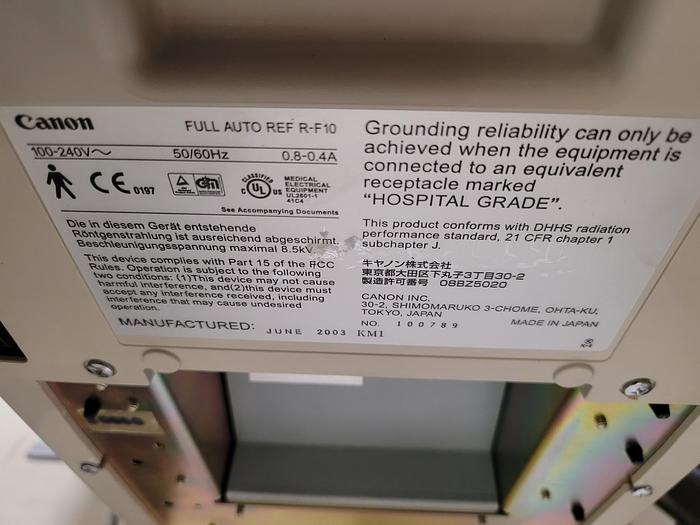 Canon
FULL AUTO REF R-F10
100-240V～ 50/60Hz 0.8-0.4A
CE 0197
GM
CLASSIFIED
C UL US
MEDICAL
ELECTRICAL
EQUIPMENT
UL2601-1
41C4
See Accompanying Documents
Die in diesem Gerät entstehende
Röntgenstrahlung ist ausreichend abgeschirmt.
Beschleunigungsspannung maximal 8.5kV.
This device complies with Part 15 of the FCC
Rules. Operation is subject to the following
two conditions: (1)This device may not cause
harmful interference, and(2)this device must
accept any interference received, including
interference that may cause undesired
operation.
MANUFACTURED: JUNE 2003 KM1
Grounding reliability can only be
achieved when the equipment is
connected to an equivalent
receptacle marked
“HOSPITAL GRADE”.
This product conforms with DHHS radiation
performance standard, 21 CFR chapter 1
subchapter J.
キヤノン株式会社
東京都大田区下丸子3丁目30-2
製造許可番号 08BZ5020
CANON INC.
30-2, SHIMOMARUKO 3-CHOME, OHTA-KU,
TOKYO, JAPAN
NO. 100789 MADE IN JAPAN